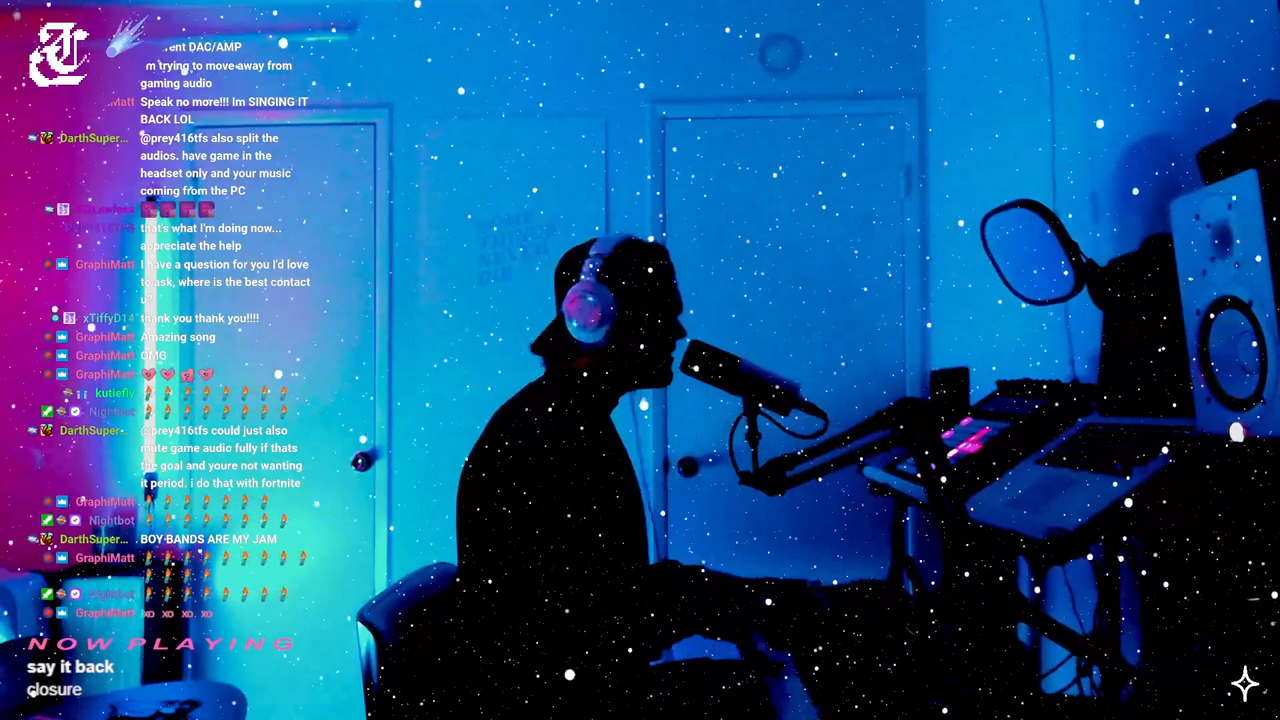 ent DAC/AMP
m trying to move away from
gaming audio
Matt Speak no more!!! Im SINGING IT
BACK LOL
DarthSuper... @prey416tfs also split the
audios. have game in the
headset only and your music
coming from the PC
that's what I'm doing now...
appreciate the help
GraphiMatt I have a question for you I'd love
to ask, where is the best contact
u?
xTiffyD14 thank you thank you!!!!
GraphiMatt Amazing song
GraphiMatt OMG
GraphiMatt
kutiefly
Nightbot
DarthSuper... @prey416tfs could just also
mute game audio fully if thats
the goal and youre not wanting
it period. i do that with fortnite
GraphiMatt
Nightbot
DarthSuper... BOY BANDS ARE MY JAM
GraphiMatt
Nightbot
GraphiMatt xo xo xo xo
NOW PLAYING
say it back
closure